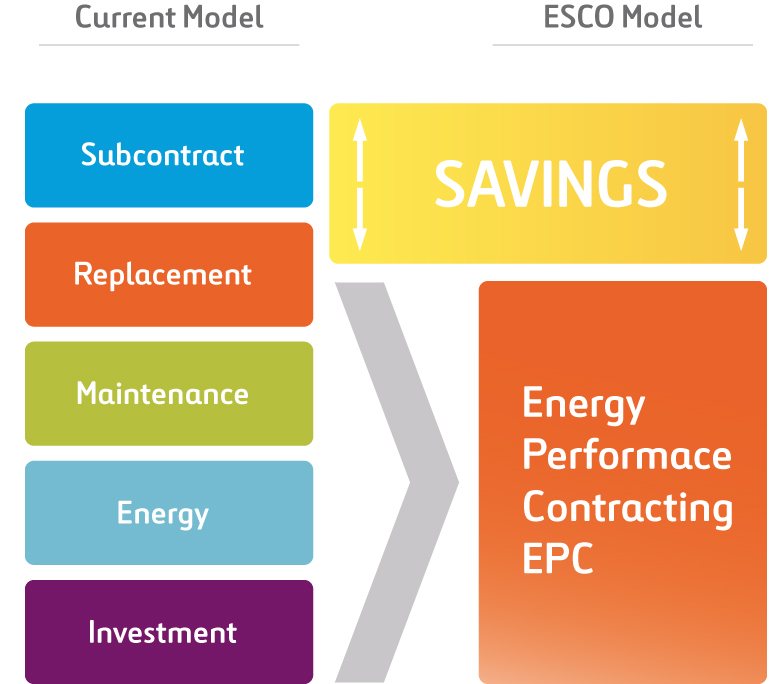 Current Model
ESCO Model
Subcontract
Replacement
Maintenance
Energy
Investment
SAVINGS
Energy
Performace
Contracting
EPC